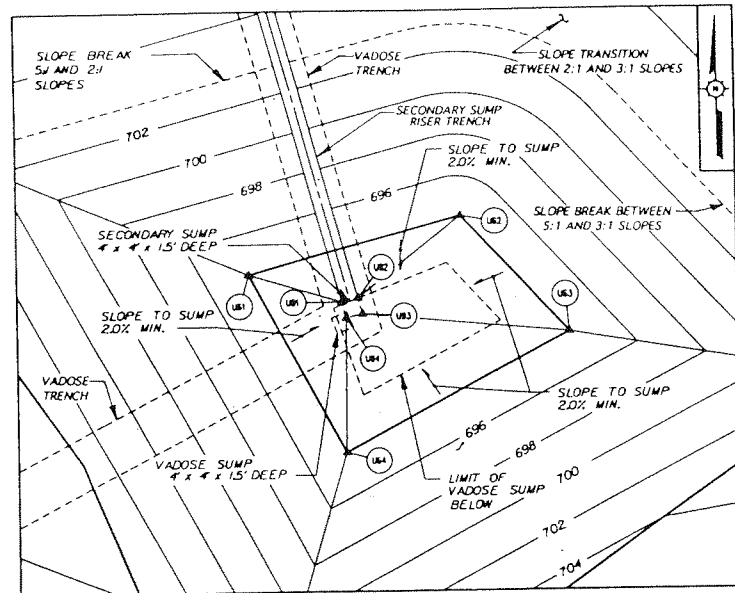 SLOPE BREAK
5:1 AND 2:1
SLOPES
VADOSE
TRENCH
SLOPE TRANSITION
BETWEEN 2:1 AND 3:1 SLOPES
N
SECONDARY SUMP
RISER TRENCH
702
700
698
696
SLOPE TO SUMP
2.0% MIN.
SLOPE BREAK BETWEEN
5:1 AND 3:1 SLOPES
SECONDARY SUMP
4' x 4' x 1.5' DEEP
UG2
UG1
UB1
UB2
UB3
UB4
UG3
SLOPE TO SUMP
2.0% MIN.
VADOSE
TRENCH
SLOPE TO SUMP
2.0% MIN.
VADOSE SUMP
4' x 4' x 1.5' DEEP
UG4
LIMIT OF
VADOSE SUMP
BELOW
696
698
700
702
704